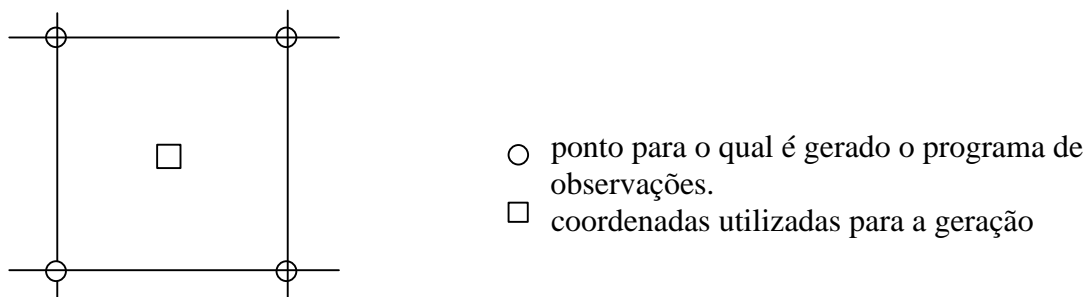 ponto para o qual é gerado o programa de
observações.
coordenadas utilizadas para a geração